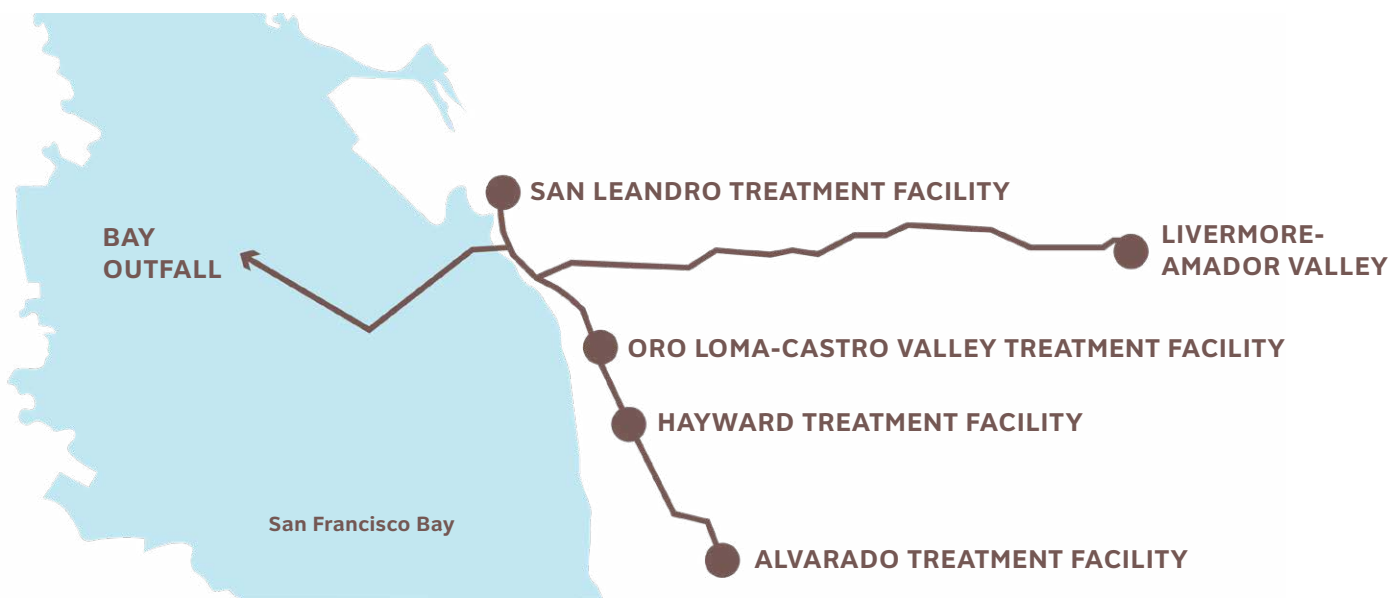 SAN LEANDRO TREATMENT FACILITY
BAY
OUTFALL
LIVERMORE-
AMADOR VALLEY
ORO LOMA-CASTRO VALLEY TREATMENT FACILITY
HAYWARD TREATMENT FACILITY
San Francisco Bay
ALVARADO TREATMENT FACILITY